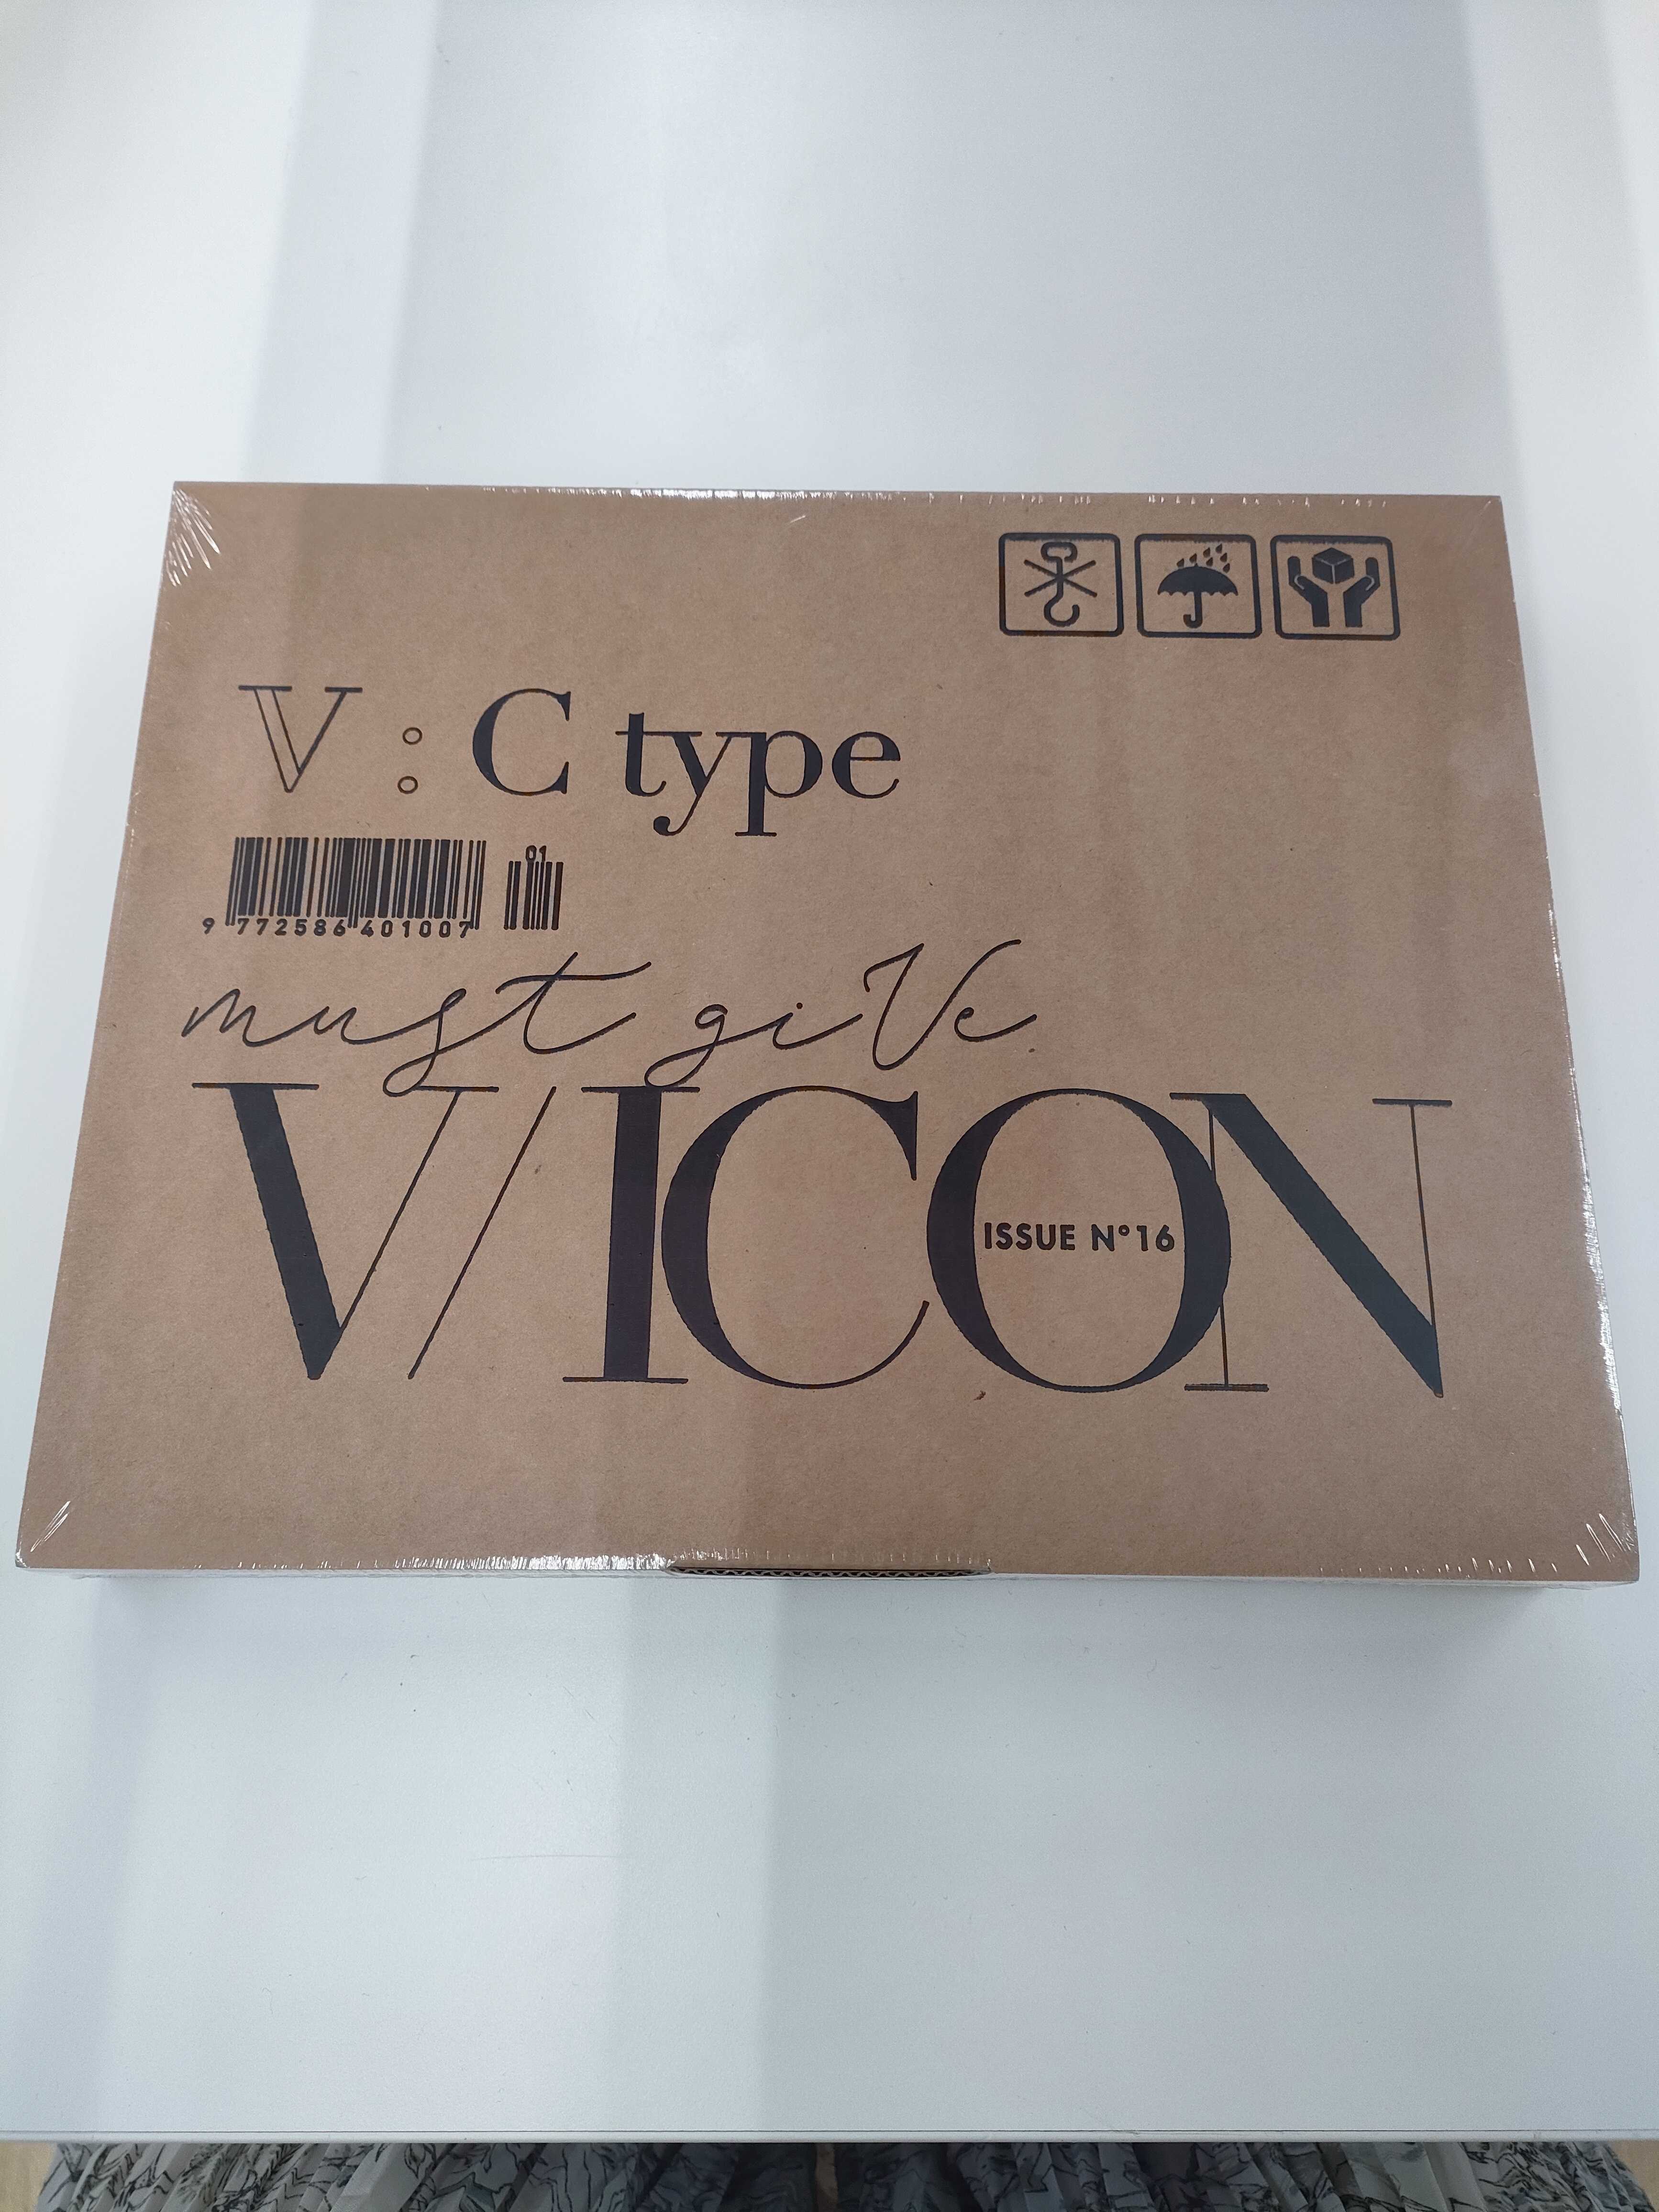 V : C type
01
9 772586 401007
must giVe
V/ICON
ISSUE N°16